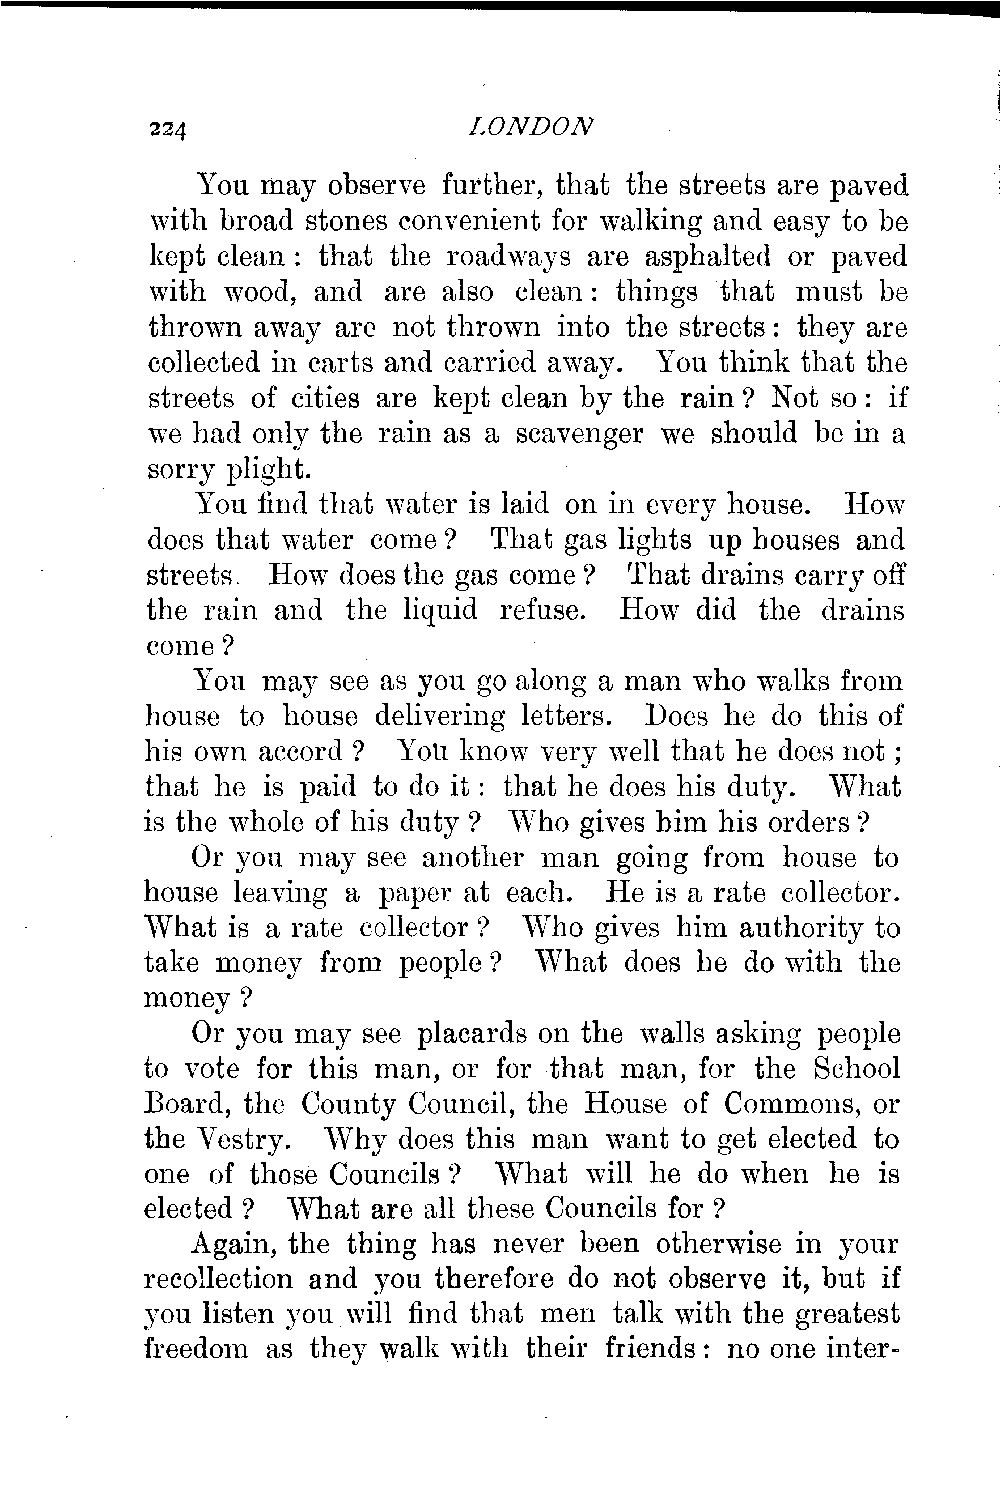 224 LONDON
You may observe further, that the streets are paved
with broad stones convenient for walking and easy to be
kept clean : that the roadways are asphalted or paved
with wood, and are also clean : things that must be
thrown away are not thrown into the streets : they are
collected in carts and carried away. You think that the
streets of cities are kept clean by the rain ? Not so : if
we had only the rain as a scavenger we should be in a
sorry plight.
You find that water is laid on in every house. How
does that water come ? That gas lights up houses and
streets. How does the gas come ? That drains carry off
the rain and the liquid refuse. How did the drains
come ?
You may see as you go along a man who walks from
house to house delivering letters. Does he do this of
his own accord ? You know very well that he does not ;
that he is paid to do it : that he does his duty. What
is the whole of his duty ? Who gives him his orders ?
Or you may see another man going from house to
house leaving a paper at each. He is a rate collector.
What is a rate collector ? Who gives him authority to
take money from people ? What does he do with the
money ?
Or you may see placards on the walls asking people
to vote for this man, or for that man, for the School
Board, the County Council, the House of Commons, or
the Vestry. Why does this man want to get elected to
one of those Councils ? What will he do when he is
elected ? What are all these Councils for ?
Again, the thing has never been otherwise in your
recollection and you therefore do not observe it, but if
you listen you will find that men talk with the greatest
freedom as they walk with their friends : no one inter-